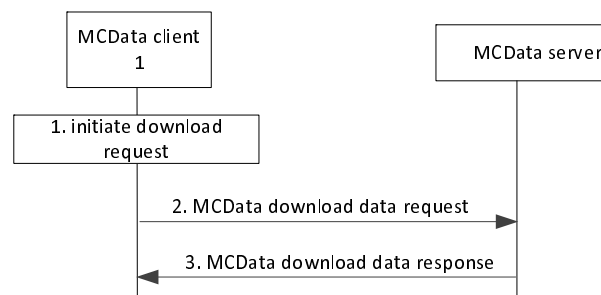 MCData client
1
MCData server
1. initiate download
request
2. MCData download data request
3. MCData download data response